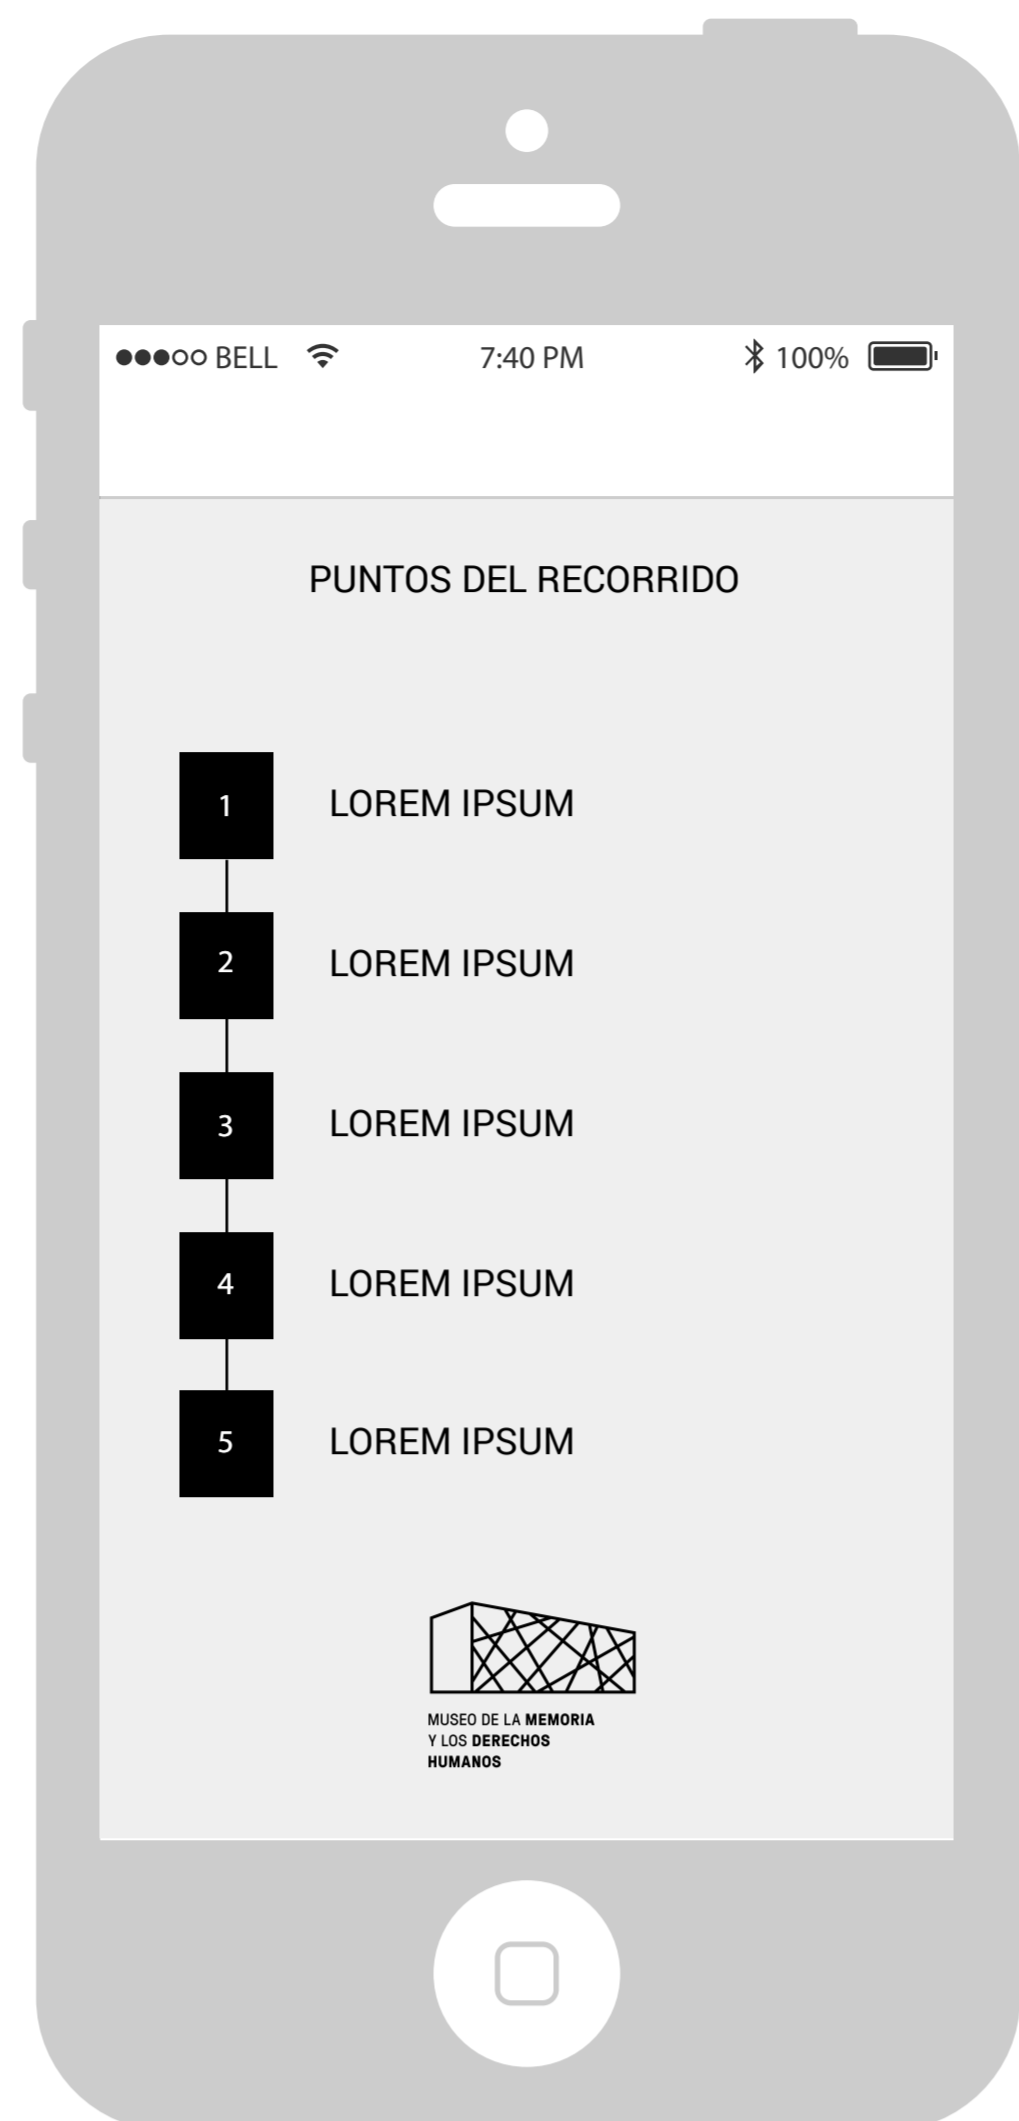 BELL 7:40 PM 100%
PUNTOS DEL RECORRIDO
1 LOREM IPSUM
2 LOREM IPSUM
3 LOREM IPSUM
4 LOREM IPSUM
5 LOREM IPSUM
MUSEO DE LA MEMORIA
Y LOS DERECHOS
HUMANOS